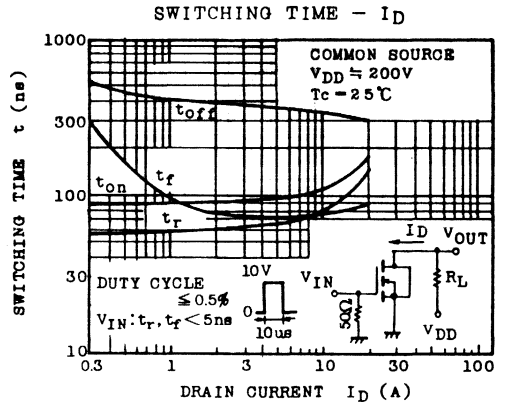 SWITCHING TIME – ID
1000
300
100
30
10
SWITCHING TIME t (ns)
COMMON SOURCE
VDD ≒ 200V
Tc = 25℃
toff
ton
tf
tr
DUTY CYCLE
≦ 0.5%
VIN : tr, tf < 5ns
10V
0
10us
VIN
50Ω
ID
VOUT
RL
VDD
0.3
1
3
10
30
100
DRAIN CURRENT ID (A)